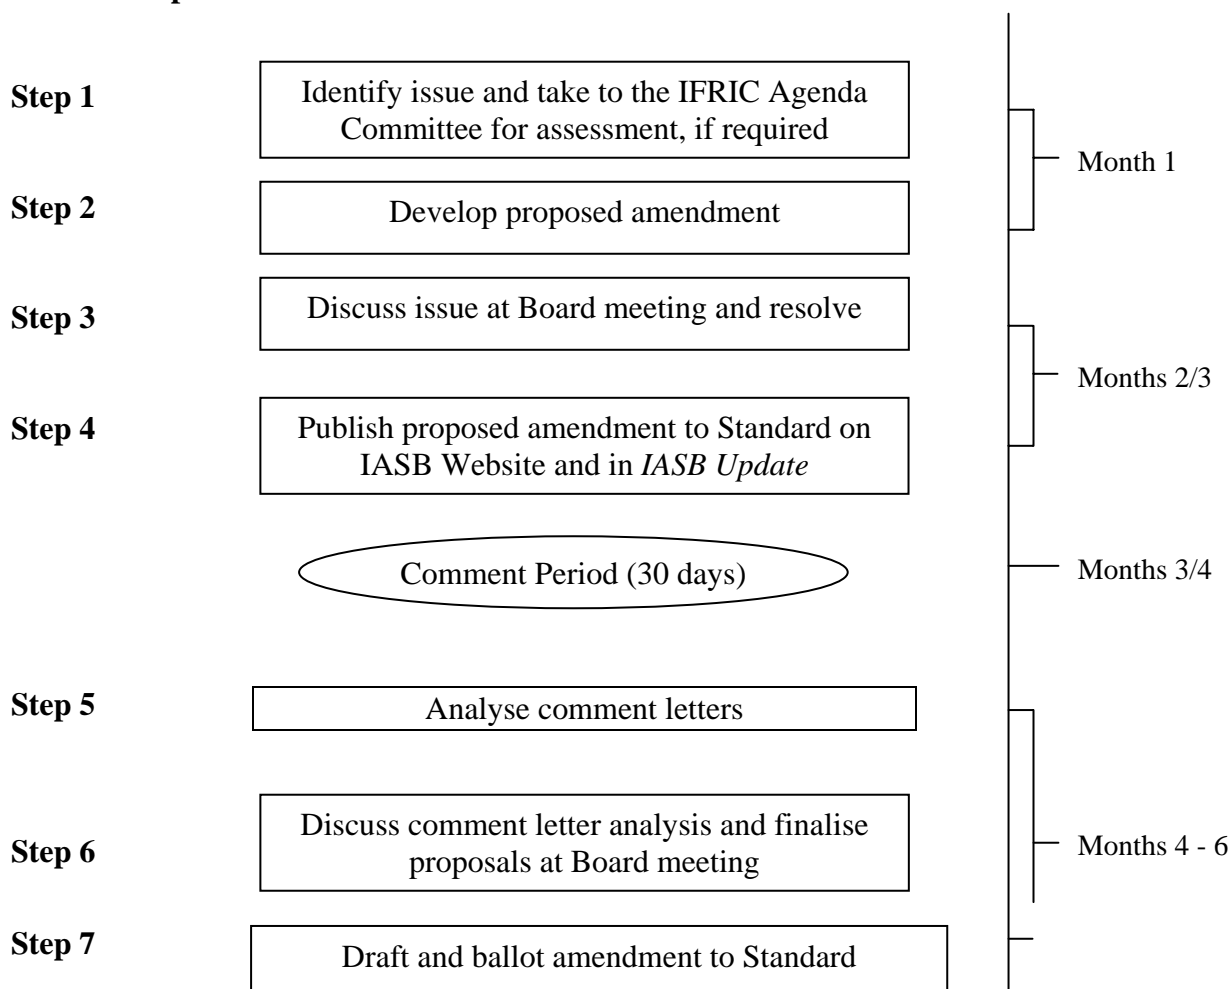 Step 1
Identify issue and take to the IFRIC Agenda
Committee for assessment, if required
Month 1
Step 2
Develop proposed amendment
Step 3
Discuss issue at Board meeting and resolve
Months 2/3
Step 4
Publish proposed amendment to Standard on
IASB Website and in IASB Update
Comment Period (30 days)
Months 3/4
Step 5
Analyse comment letters
Step 6
Discuss comment letter analysis and finalise
proposals at Board meeting
Months 4 - 6
Step 7
Draft and ballot amendment to Standard